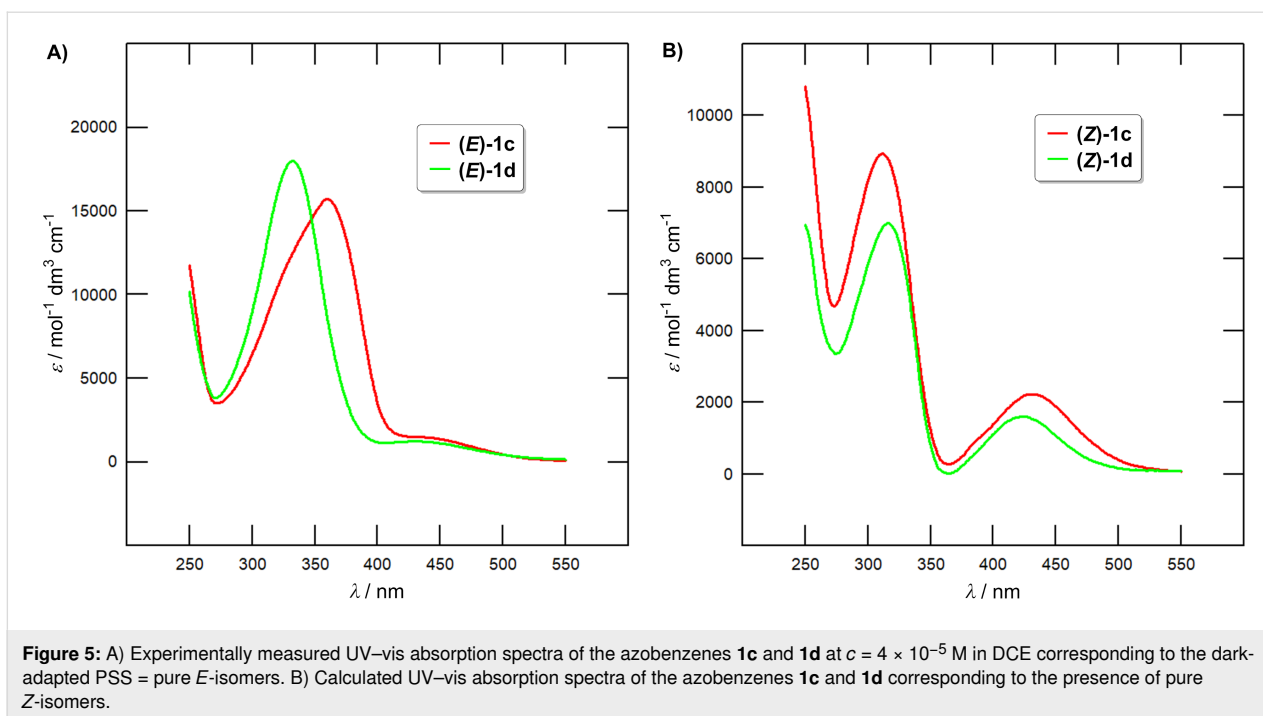 A)
20000
15000
10000
5000
0
ε / mol⁻¹ dm³ cm⁻¹
(E)-1c
(E)-1d
250 300 350 400 450 500 550
λ / nm
B)
10000
8000
6000
4000
2000
0
ε / mol⁻¹ dm³ cm⁻¹
(Z)-1c
(Z)-1d
250 300 350 400 450 500 550
λ / nm
Figure 5: A) Experimentally measured UV–vis absorption spectra of the azobenzenes 1c and 1d at c = 4 × 10⁻⁵ M in DCE corresponding to the dark-
adapted PSS = pure E-isomers. B) Calculated UV–vis absorption spectra of the azobenzenes 1c and 1d corresponding to the presence of pure
Z-isomers.